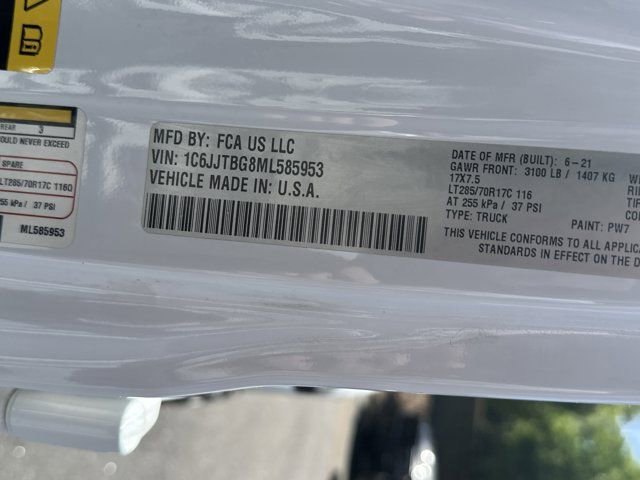 REAR 3
OULD NEVER EXCEED
SPARE
LT285/70R17C 116Q
255 kPa / 37 PSI
ML585953
MFD BY: FCA US LLC
VIN: 1C6JJTBG8ML585953
VEHICLE MADE IN U.S.A.
DATE OF MFR (BUILT): 6-21
GAWR FRONT: 3100 LB / 1407 KG
17X7.5
LT285/70R17C 116
AT 255 kPa / 37 PSI
TYPE: TRUCK
PAINT: PW7
THIS VEHICLE CONFORMS TO ALL APPLICA
STANDARDS IN EFFECT ON THE D